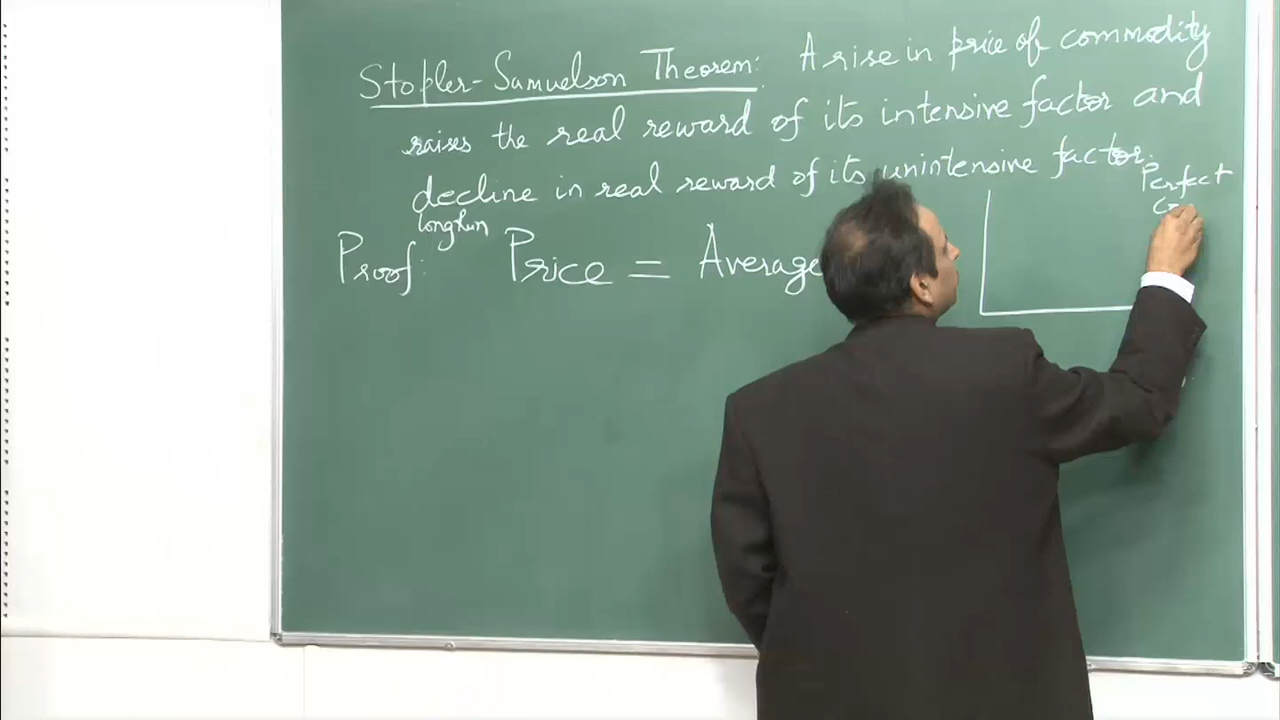 Stopler-Samuelson Theorem: A rise in price of commodity
raises the real reward of its intensive factor and
decline in real reward of its unintensive factor.
Perfect
longrun
Proof: Price = Average